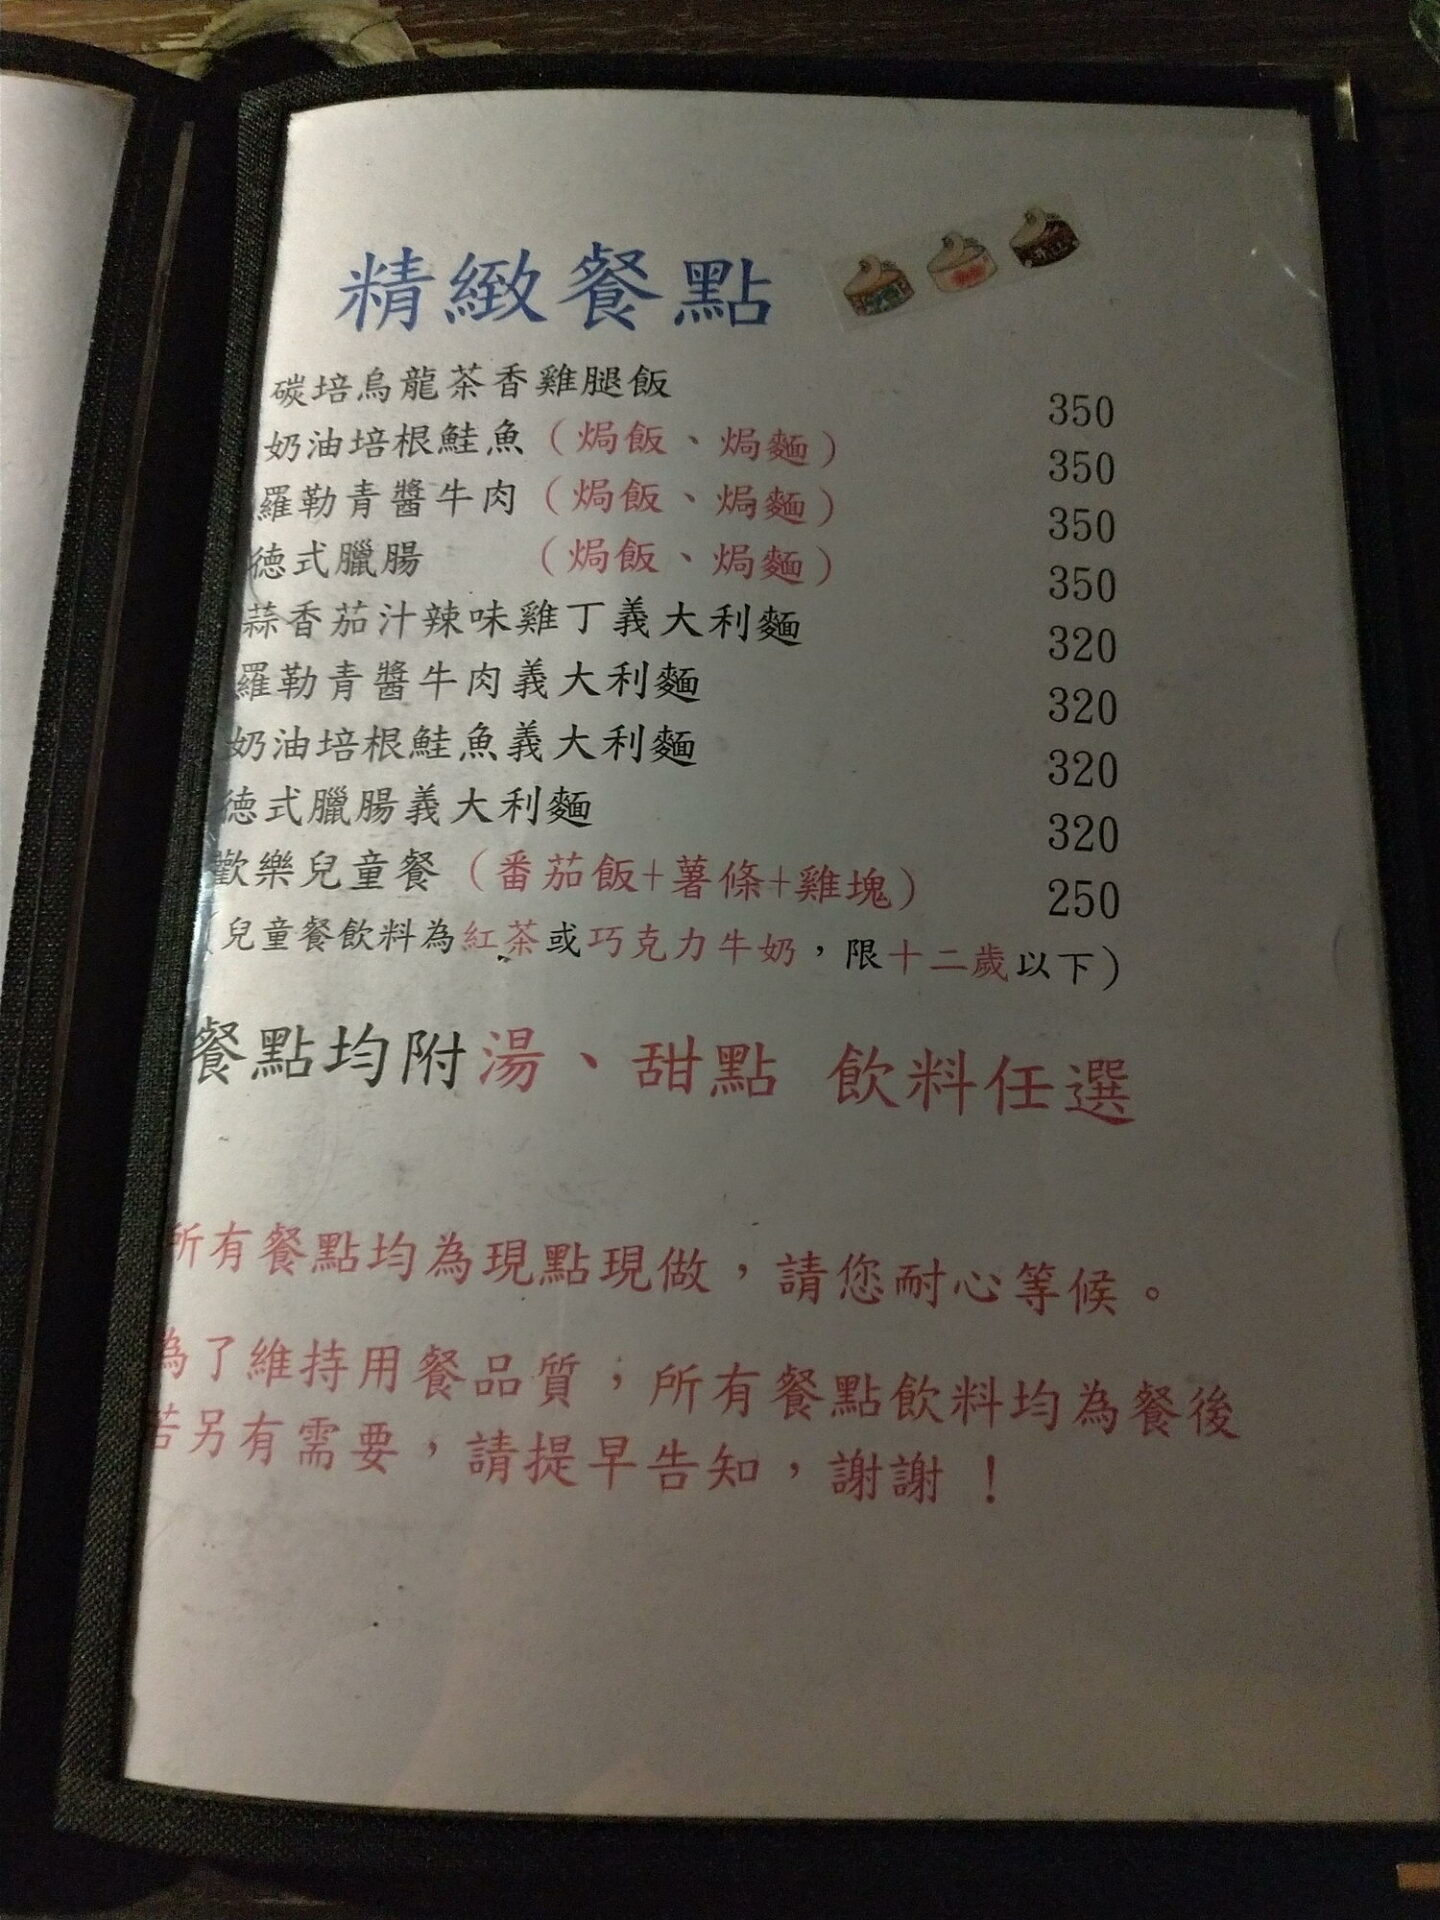 精緻餐點
碳培烏龍茶香雞腿飯 350
奶油培根鮭魚(焗飯、焗麵) 350
羅勒青醬牛肉(焗飯、焗麵) 350
德式臘腸 (焗飯、焗麵) 350
蒜香茄汁辣味雞丁義大利麵 320
羅勒青醬牛肉義大利麵 320
奶油培根鮭魚義大利麵 320
德式臘腸義大利麵 320
歡樂兒童餐(番茄飯+薯條+雞塊) 250
(兒童餐飲料為紅茶或巧克力牛奶，限十二歲以下)
餐點均附湯、甜點 飲料任選
所有餐點均為現點現做，請您耐心等候。
為了維持用餐品質，所有餐點飲料均為餐後
若另有需要，請提早告知，謝謝！